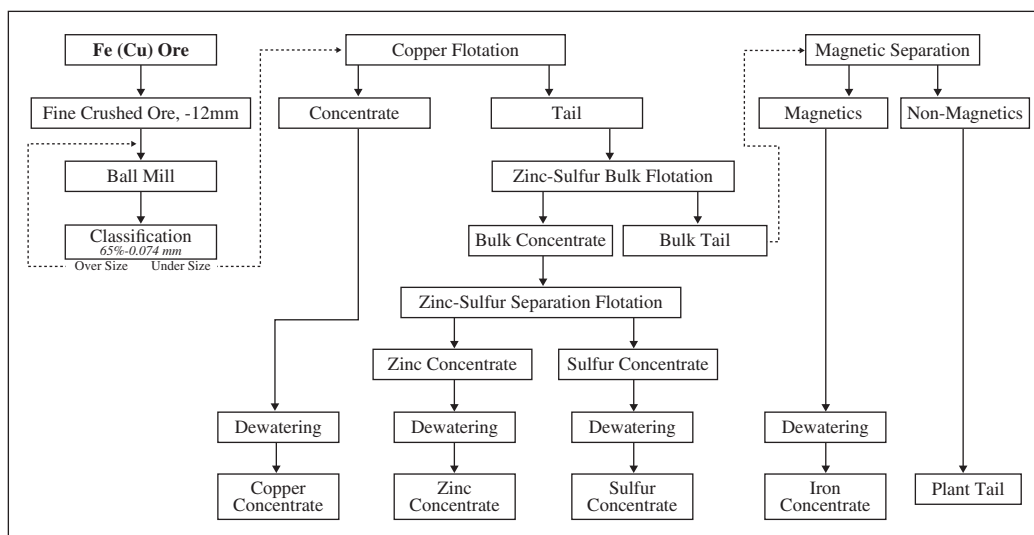 Fe (Cu) Ore
Copper Flotation
Magnetic Separation
Fine Crushed Ore, -12mm
Concentrate
Tail
Magnetics
Non-Magnetics
Ball Mill
Zinc-Sulfur Bulk Flotation
Classification
65%-0.074 mm
Over Size
Under Size
Bulk Concentrate
Bulk Tail
Zinc-Sulfur Separation Flotation
Zinc Concentrate
Sulfur Concentrate
Dewatering
Dewatering
Dewatering
Dewatering
Copper
Concentrate
Zinc
Concentrate
Sulfur
Concentrate
Iron
Concentrate
Plant Tail